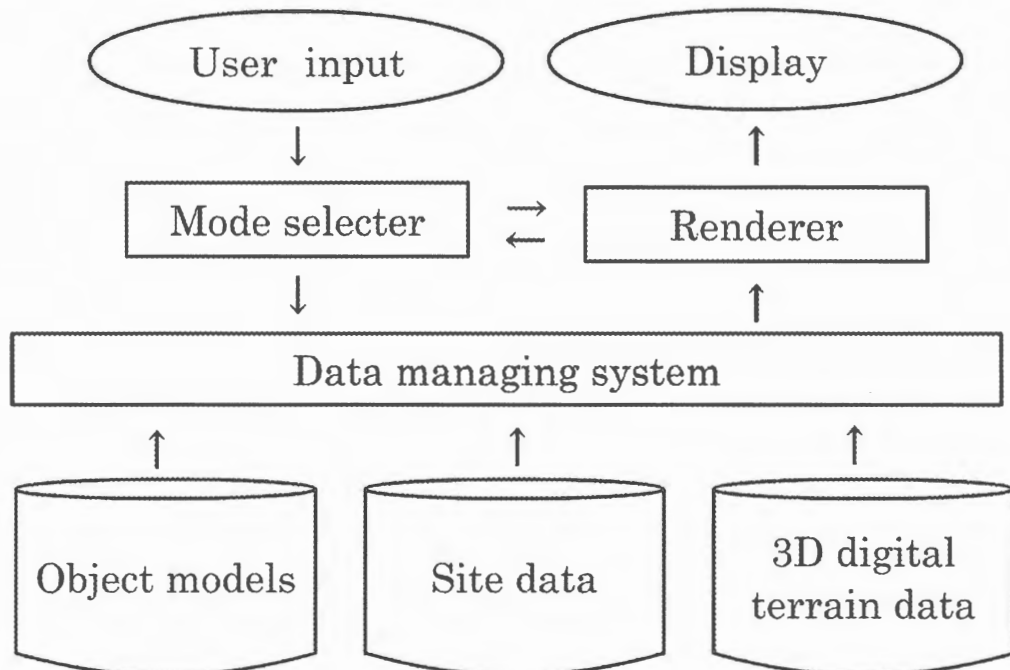 User input
Display
Mode selecter
Renderer
Data managing system
Object models
Site data
3D digital
terrain data